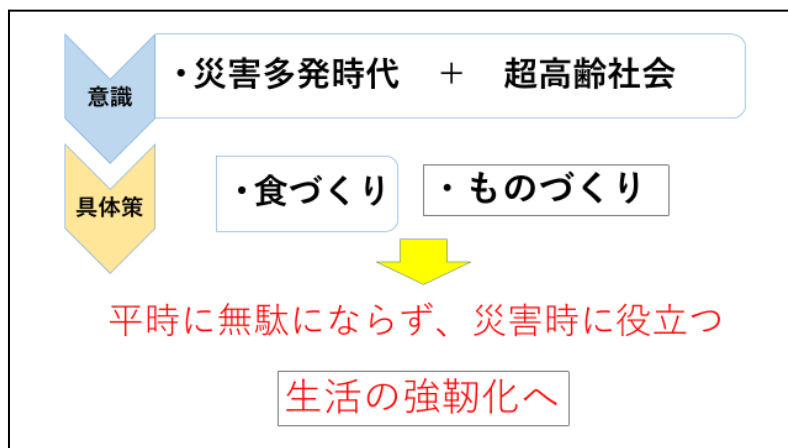 意識
・災害多発時代 + 超高齢社会
具体策
・食づくり
・ものづくり
平時に無駄にならず、災害時に役立つ
生活の強靭化へ